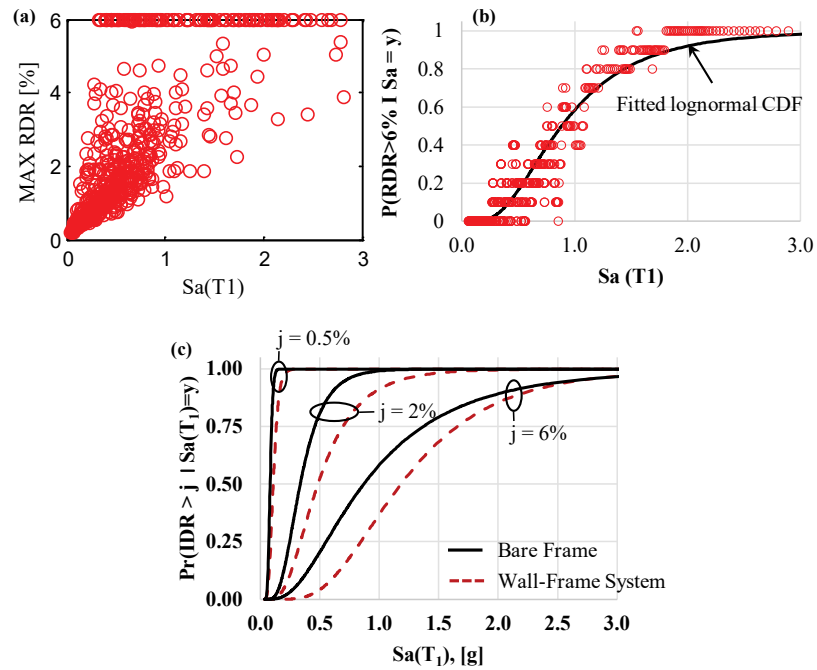 (a)
MAX RDR [%]
6
4
2
0
0 1 2 3
Sa(T1)
(b)
P(RDR>6% I Sa = y)
1
0.8
0.6
0.4
0.2
0
Fitted lognormal CDF
0.0 1.0 2.0 3.0
Sa (T1)
(c)
j = 0.5%
Pr(IDR > j | Sa(T1)=y)
1.00
0.75
0.50
0.25
0.00
j = 2%
j = 6%
Bare Frame
Wall-Frame System
0.0 0.5 1.0 1.5 2.0 2.5 3.0
Sa(T1), [g]